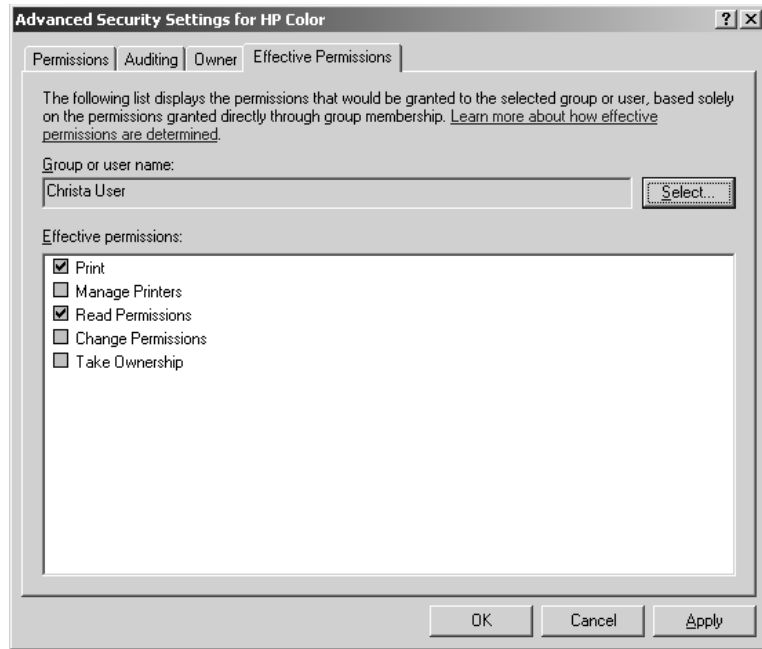 Advanced Security Settings for HP Color
Permissions Auditing Owner Effective Permissions
The following list displays the permissions that would be granted to the selected group or user, based solely
on the permissions granted directly through group membership. Learn more about how effective
permissions are determined.
Group or user name:
Christa User Select...
Effective permissions:
Print
Manage Printers
Read Permissions
Change Permissions
Take Ownership
OK Cancel Apply